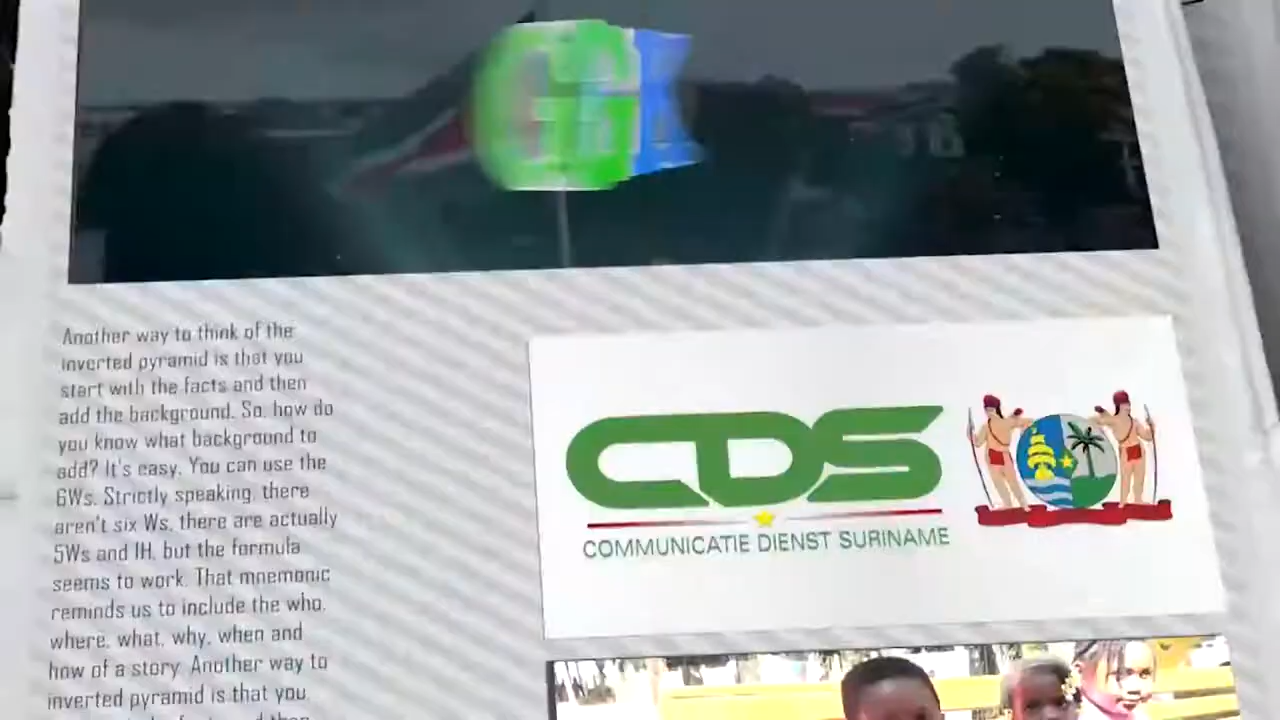 Another way to think of the
inverted pyramid is that you
start with the facts and then
add the background. So, how do
you know what background to
add? It's easy. You can use the
6Ws. Strictly speaking, there
aren't six Ws, there are actually
5Ws and 1H, but the formula
seems to work. That mnemonic
reminds us to include the who,
where, what, why, when and
how of a story. Another way to
inverted pyramid is that you
CDS
COMMUNICATIE DIENST SURINAME